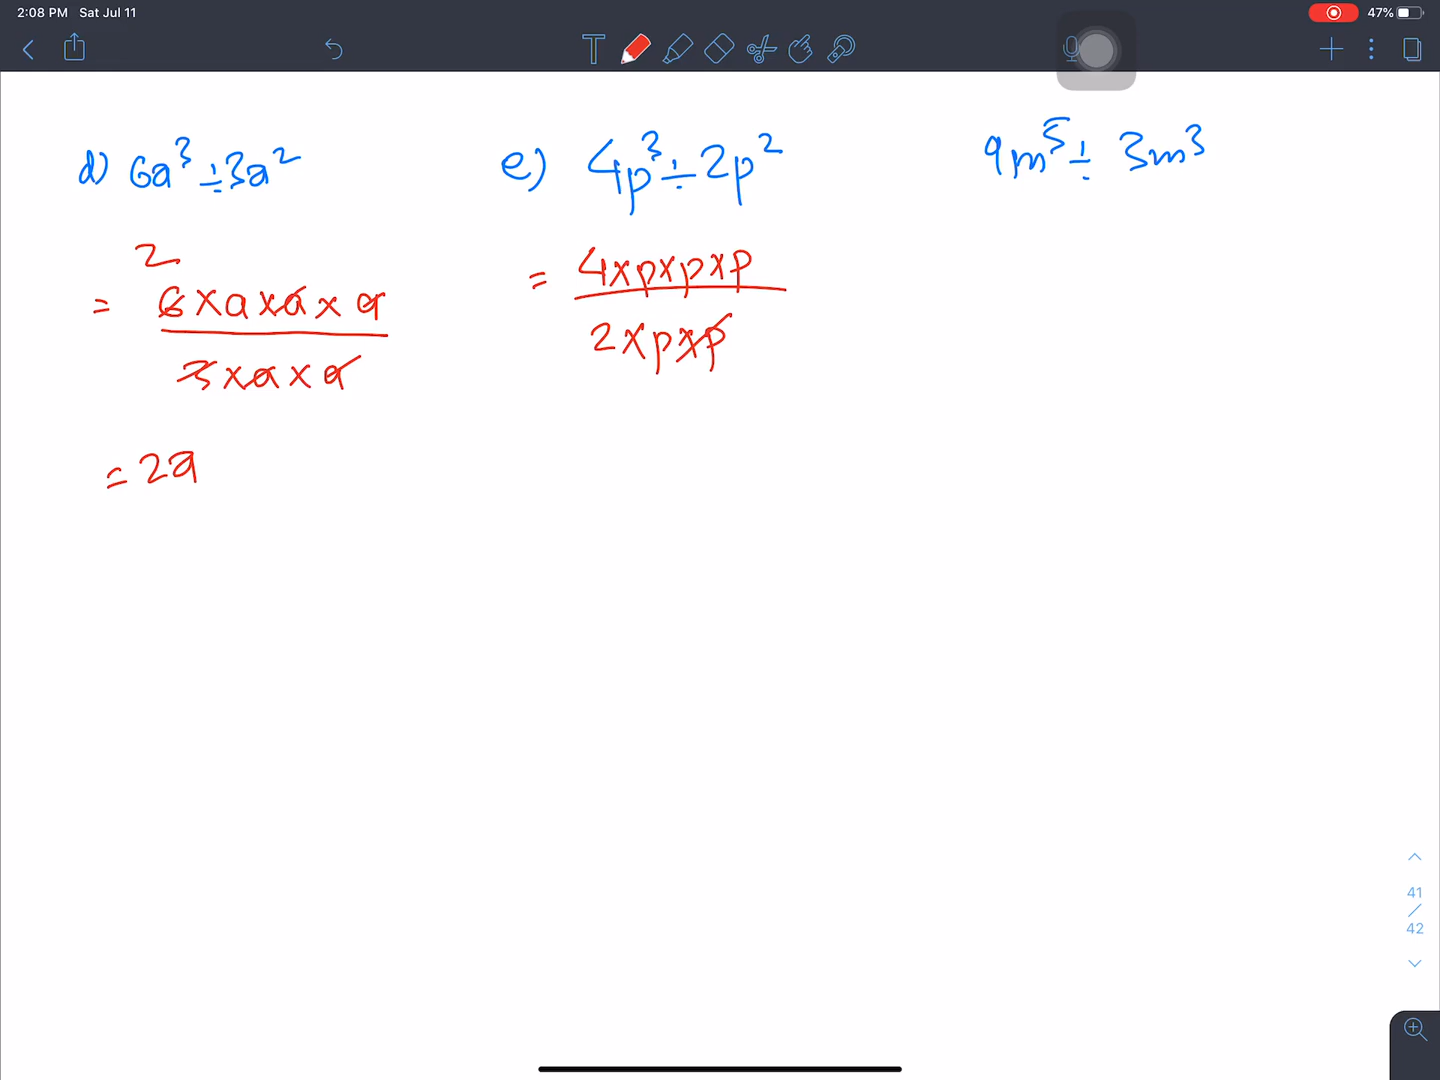 2:08 PM Sat Jul 11
47%
d) 6a³ ÷ 3a²
= 6 x a x a x a / 3 x a x a
2
= 2a
e) 4p³ ÷ 2p²
= 4 x p x p x p / 2 x p x p
9m⁵ ÷ 3m³
41
/
42